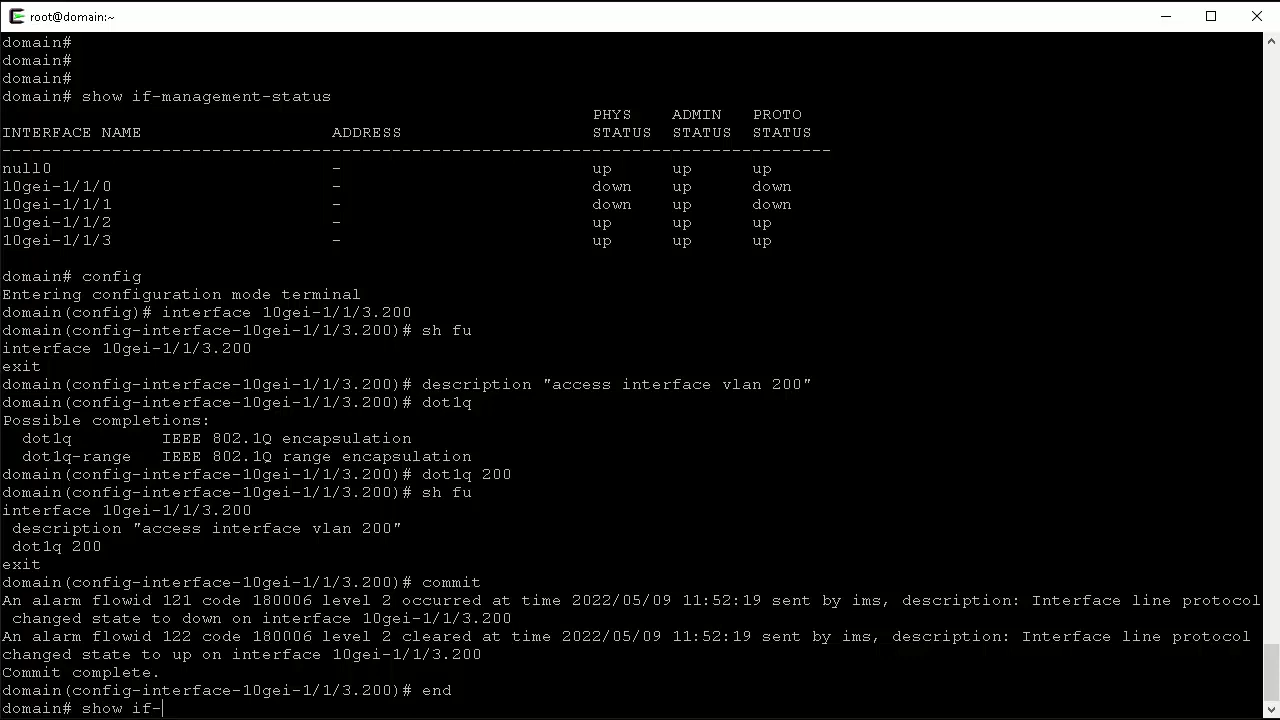 root@domain:~
domain#
domain#
domain#
domain# show if-management-status
PHYS ADMIN PROTO
INTERFACE NAME ADDRESS STATUS STATUS STATUS
-----------------------------------------------------------------------------------
null0 - up up up
10gei-1/1/0 - down up down
10gei-1/1/1 - down up down
10gei-1/1/2 - up up up
10gei-1/1/3 - up up up
domain# config
Entering configuration mode terminal
domain(config)# interface 10gei-1/1/3.200
domain(config-interface-10gei-1/1/3.200)# sh fu
interface 10gei-1/1/3.200
exit
domain(config-interface-10gei-1/1/3.200)# description "access interface vlan 200"
domain(config-interface-10gei-1/1/3.200)# dot1q
Possible completions:
dot1q IEEE 802.1Q encapsulation
dot1q-range IEEE 802.1Q range encapsulation
domain(config-interface-10gei-1/1/3.200)# dot1q 200
domain(config-interface-10gei-1/1/3.200)# sh fu
interface 10gei-1/1/3.200
description "access interface vlan 200"
dot1q 200
exit
domain(config-interface-10gei-1/1/3.200)# commit
An alarm flowid 121 code 180006 level 2 occurred at time 2022/05/09 11:52:19 sent by ims, description: Interface line protocol
changed state to down on interface 10gei-1/1/3.200
An alarm flowid 122 code 180006 level 2 cleared at time 2022/05/09 11:52:19 sent by ims, description: Interface line protocol
changed state to up on interface 10gei-1/1/3.200
Commit complete.
domain(config-interface-10gei-1/1/3.200)# end
domain# show if-